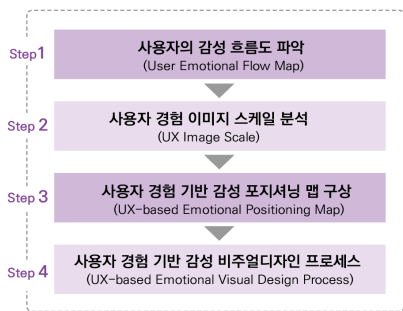 Step1
사용자의 감성 흐름도 파악
(User Emotional Flow Map)
Step 2
사용자 경험 이미지 스케일 분석
(UX Image Scale)
Step 3
사용자 경험 기반 감성 포지셔닝 맵 구상
(UX-based Emotional Positioning Map)
Step 4
사용자 경험 기반 감성 비주얼디자인 프로세스
(UX-based Emotional Visual Design Process)